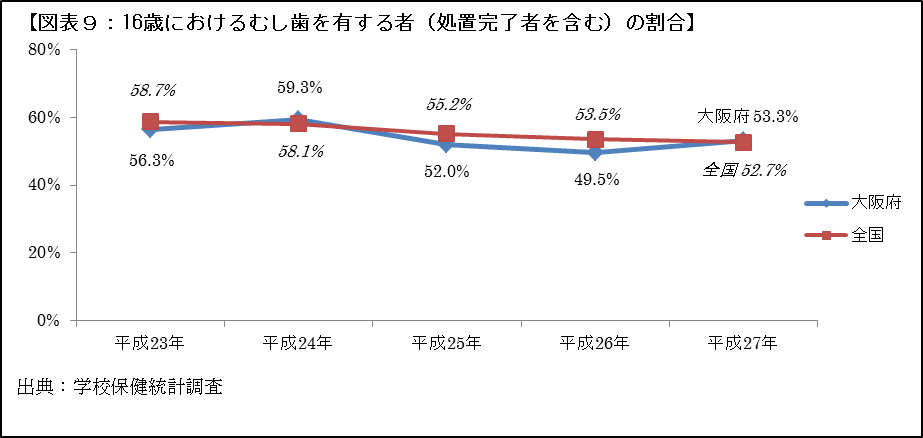 【図表９：16歳におけるむし歯を有する者（処置完了者を含む）の割合】
80%
60%
40%
20%
0%
58.7%
59.3%
55.2%
53.5%
大阪府 53.3%
56.3%
58.1%
52.0%
49.5%
全国 52.7%
大阪府
全国
平成23年
平成24年
平成25年
平成26年
平成27年
出典：学校保健統計調査